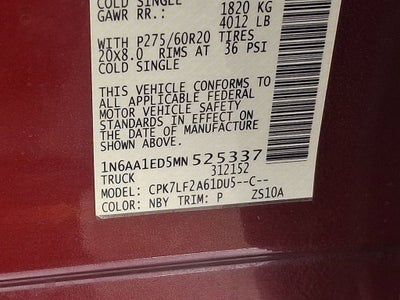 COLD SINGLE
GAWR RR.: 1820 KG
4012 LB
WITH P275/60R20 TIRES
20x8.0 RIMS AT 36 PSI
COLD SINGLE
THIS VEHICLE CONFORMS TO
ALL APPLICABLE FEDERAL
MOTOR VEHICLE SAFETY
STANDARDS IN EFFECT ON
THE DATE OF MANUFACTURE
SHOWN ABOVE.
1N6AA1ED5MN 525337
TRUCK 312152
MODEL: CPK7LF2A61DU5--C--
COLOR: NBY TRIM: P ZS10A